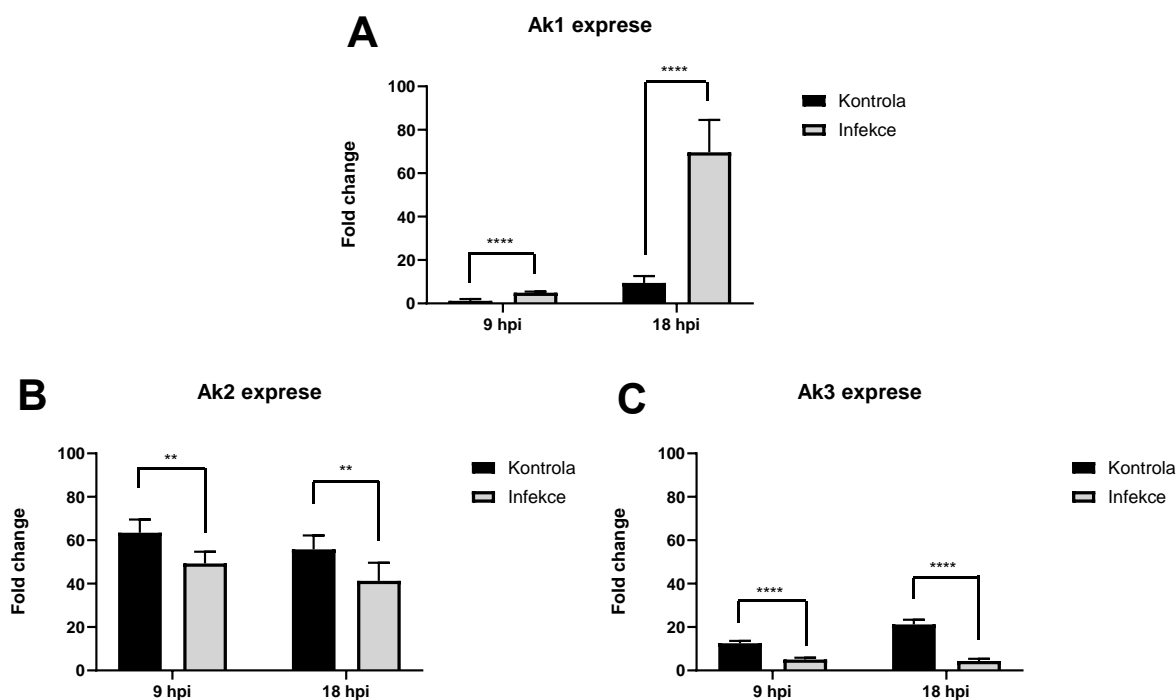 A
Ak1 exprese
Fold change
100
80
60
40
20
0
****
****
9 hpi
18 hpi
Kontrola
Infekce
B
Ak2 exprese
Fold change
100
80
60
40
20
0
**
**
9 hpi
18 hpi
Kontrola
Infekce
C
Ak3 exprese
Fold change
100
80
60
40
20
0
****
****
9 hpi
18 hpi
Kontrola
Infekce